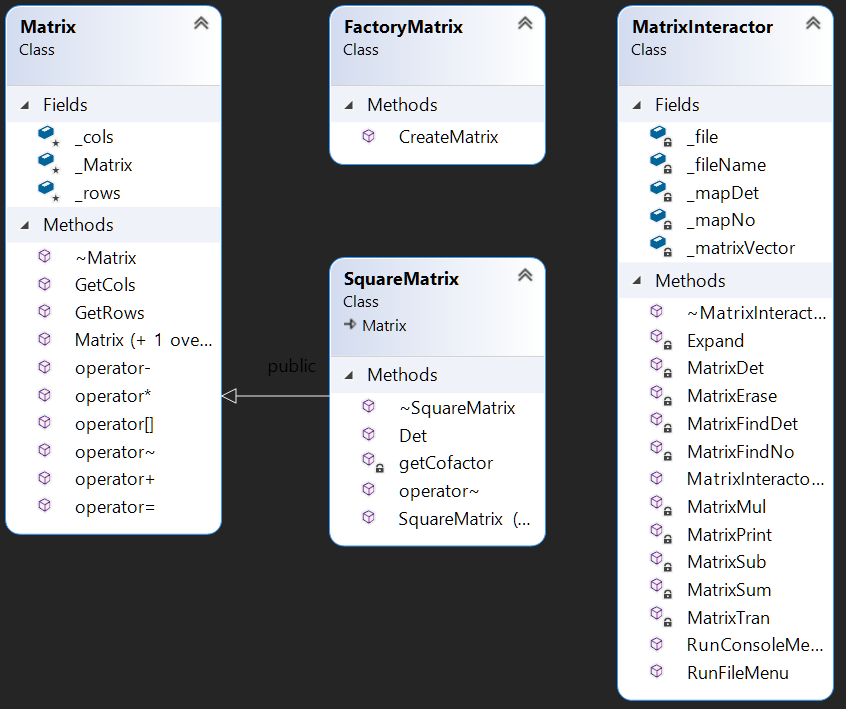 Matrix
Class
Fields
_cols
_Matrix
_rows
Methods
~Matrix
GetCols
GetRows
Matrix (+ 1 ove...
operator-
operator*
operator[]
operator~
operator+
operator=
public
FactoryMatrix
Class
Methods
CreateMatrix
SquareMatrix
Class
Matrix
Methods
~SquareMatrix
Det
getCofactor
operator~
SquareMatrix (...
MatrixInteractor
Class
Fields
_file
_fileName
_mapDet
_mapNo
_matrixVector
Methods
~MatrixInteract...
Expand
MatrixDet
MatrixErase
MatrixFindDet
MatrixFindNo
MatrixInteracto...
MatrixMul
MatrixPrint
MatrixSub
MatrixSum
MatrixTran
RunConsoleMe...
RunFileMenu